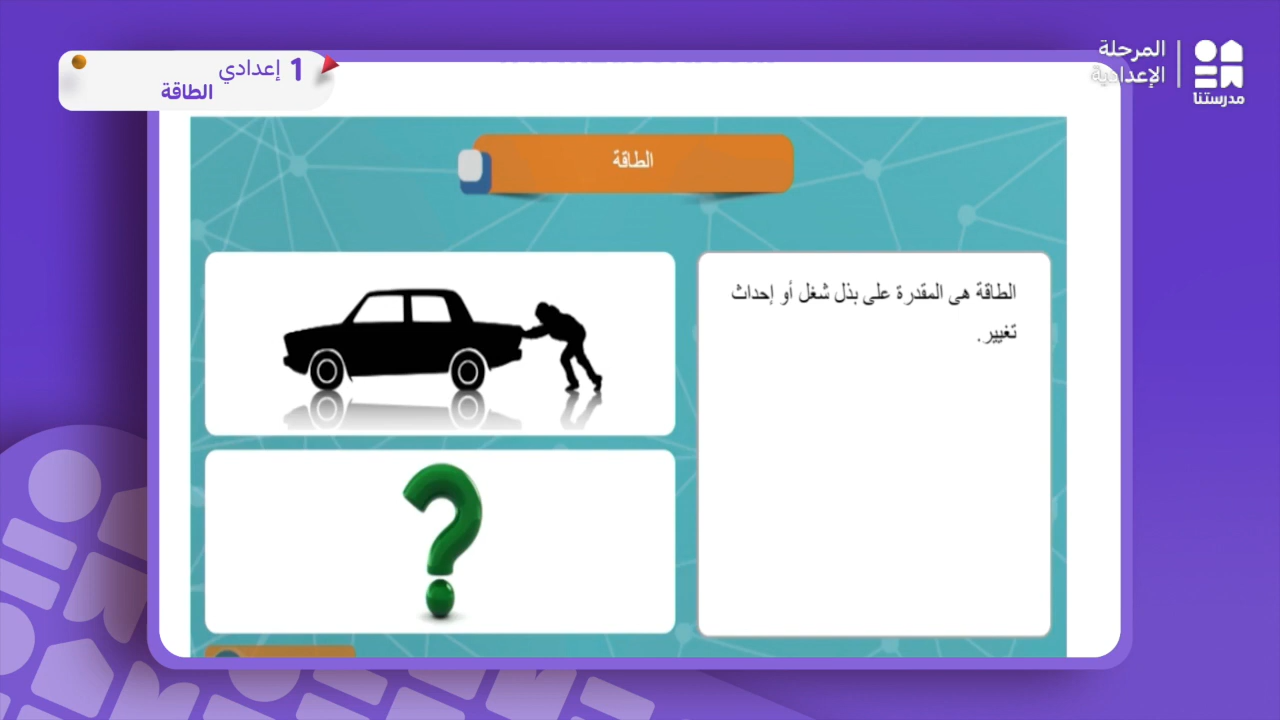 المرحلة
الإعدادية
مدرستنا
1 إعدادي
الطاقة
الطاقة
الطاقة هى المقدرة على بذل شغل أو إحداث
تغيير.